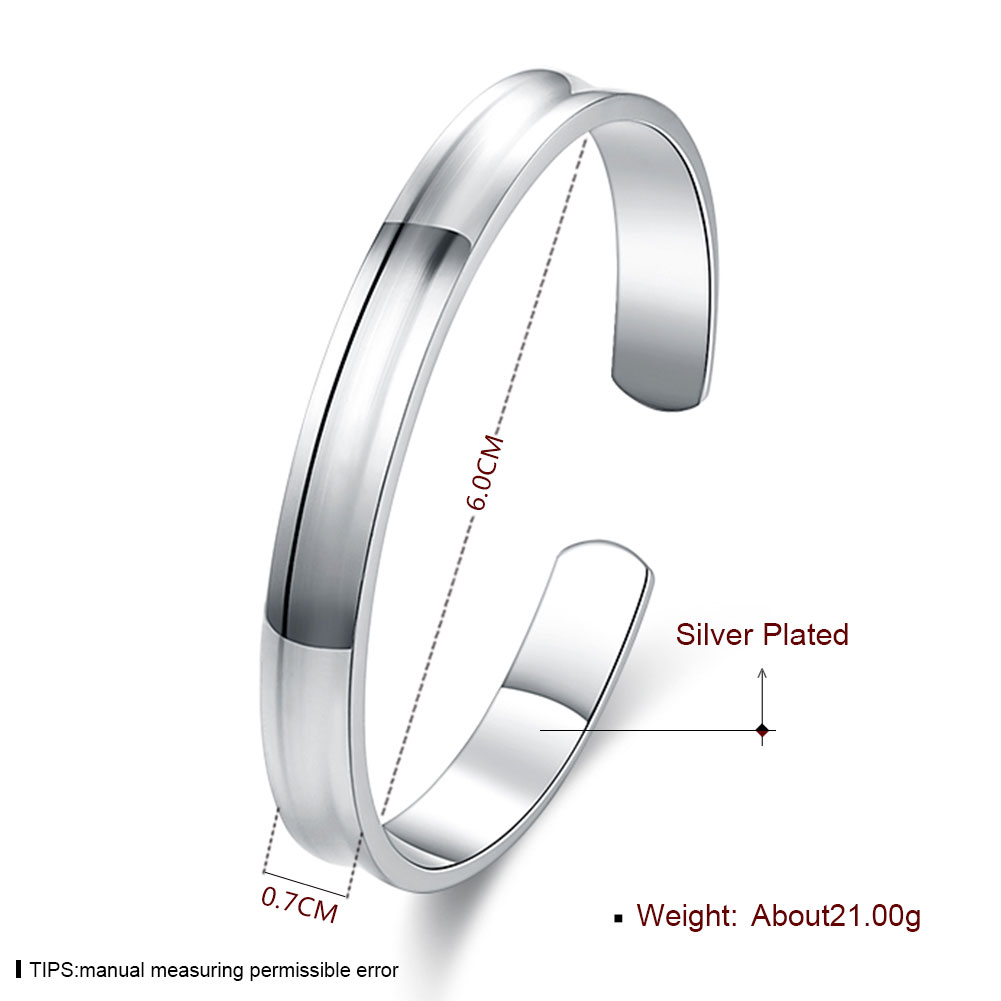 6.0CM
Silver Plated
0.7CM
Weight: About21.00g
TIPS:manual measuring permissible error